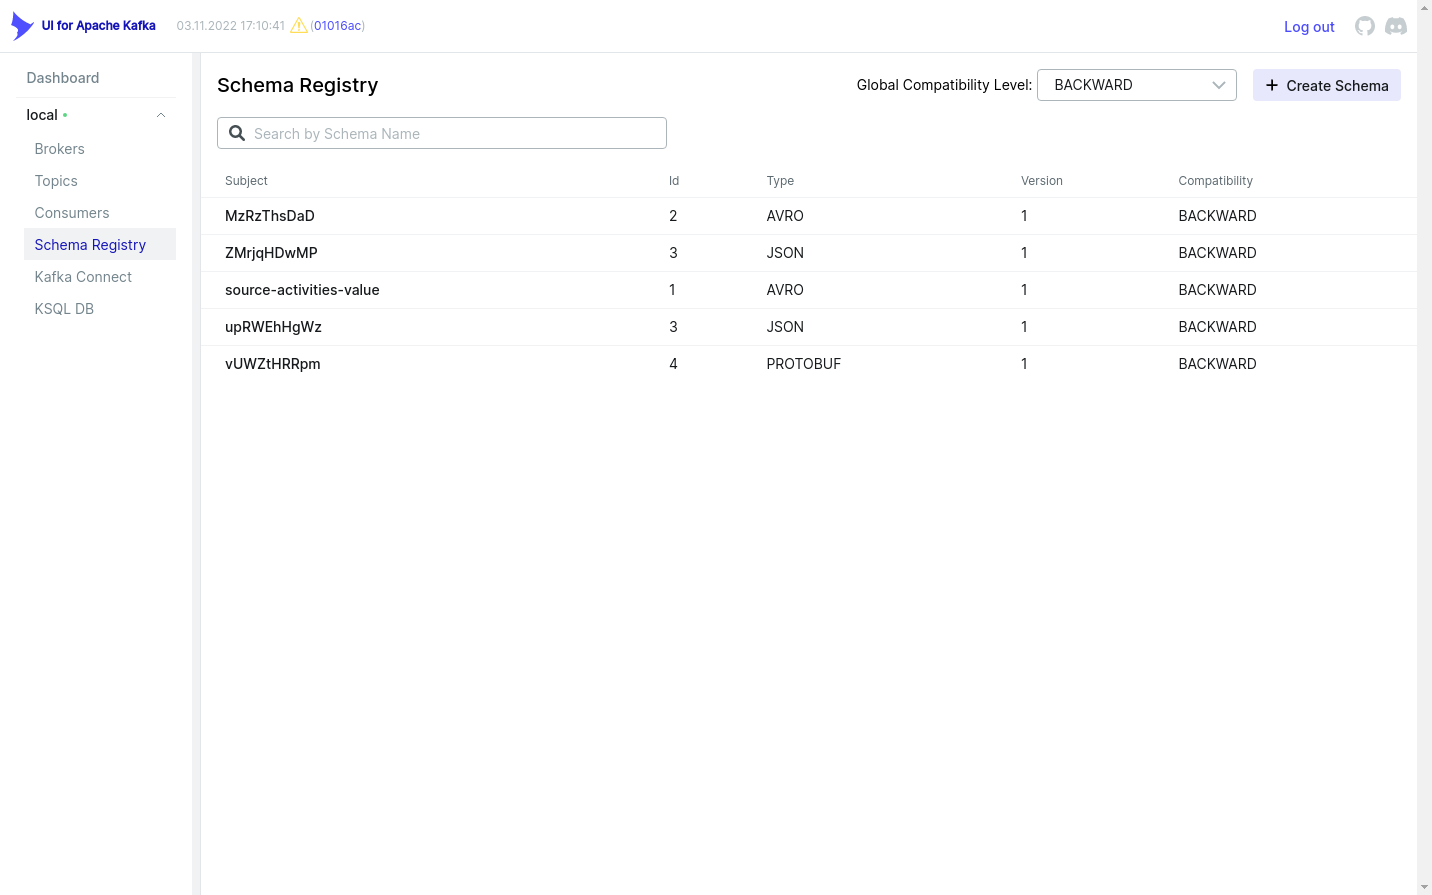 UI for Apache Kafka 03.11.2022 17:10:41 (01016ac) Log out
Dashboard
local
Brokers
Topics
Consumers
Schema Registry
Kafka Connect
KSQL DB
Schema Registry Global Compatibility Level: BACKWARD Create Schema
Search by Schema Name
Subject Id Type Version Compatibility
MzRzThsDaD 2 AVRO 1 BACKWARD
ZMrjqHDwMP 3 JSON 1 BACKWARD
source-activities-value 1 AVRO 1 BACKWARD
upRWEhHgWz 3 JSON 1 BACKWARD
vUWZtHRRpm 4 PROTOBUF 1 BACKWARD